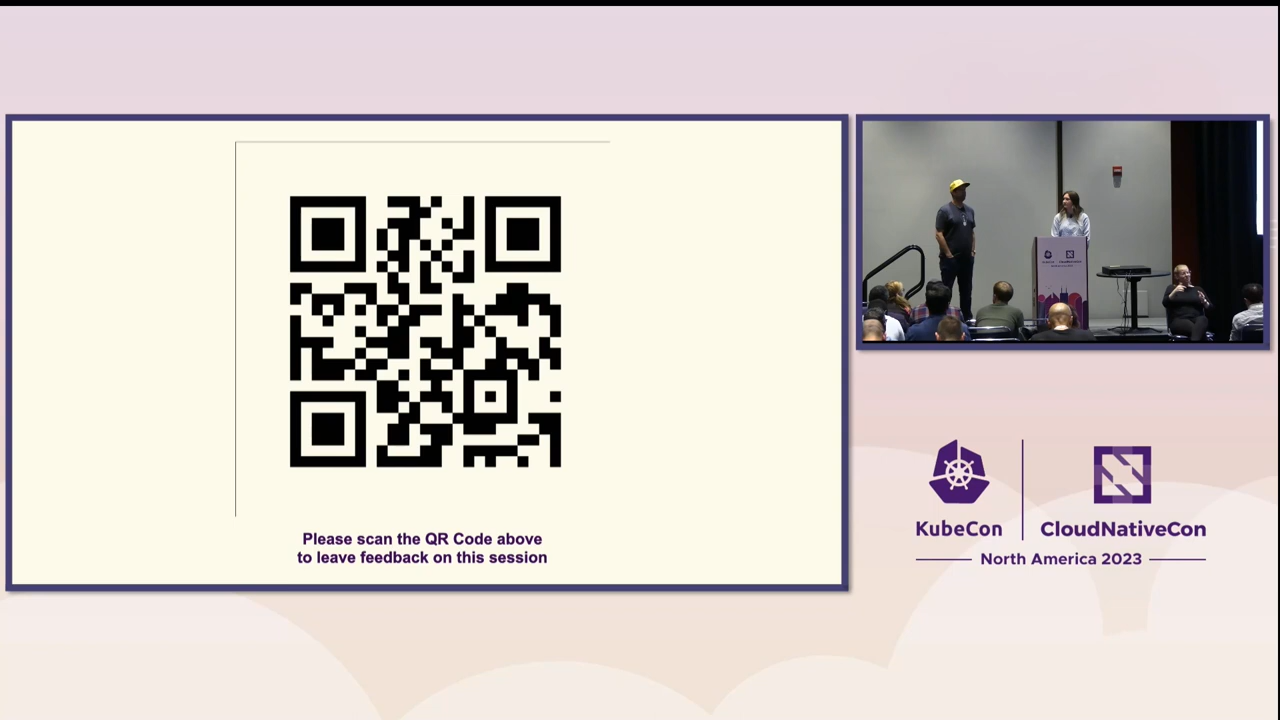 Please scan the QR Code above
to leave feedback on this session
KubeCon
CloudNativeCon
North America 2023